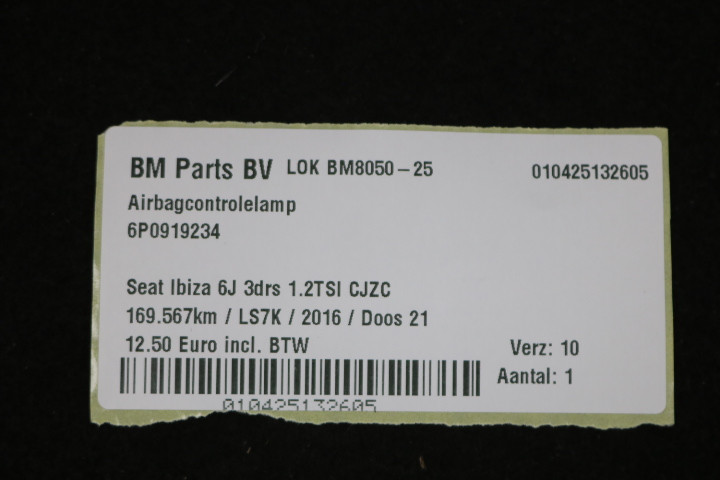 BM Parts BV LOK BM8050-25 010425132605
Airbagcontrolelamp
6P0919234
Seat Ibiza 6J 3drs 1.2TSI CJZC
169.567km / LS7K / 2016 / Doos 21
12.50 Euro incl. BTW Verz: 10
Aantal: 1
010425132605